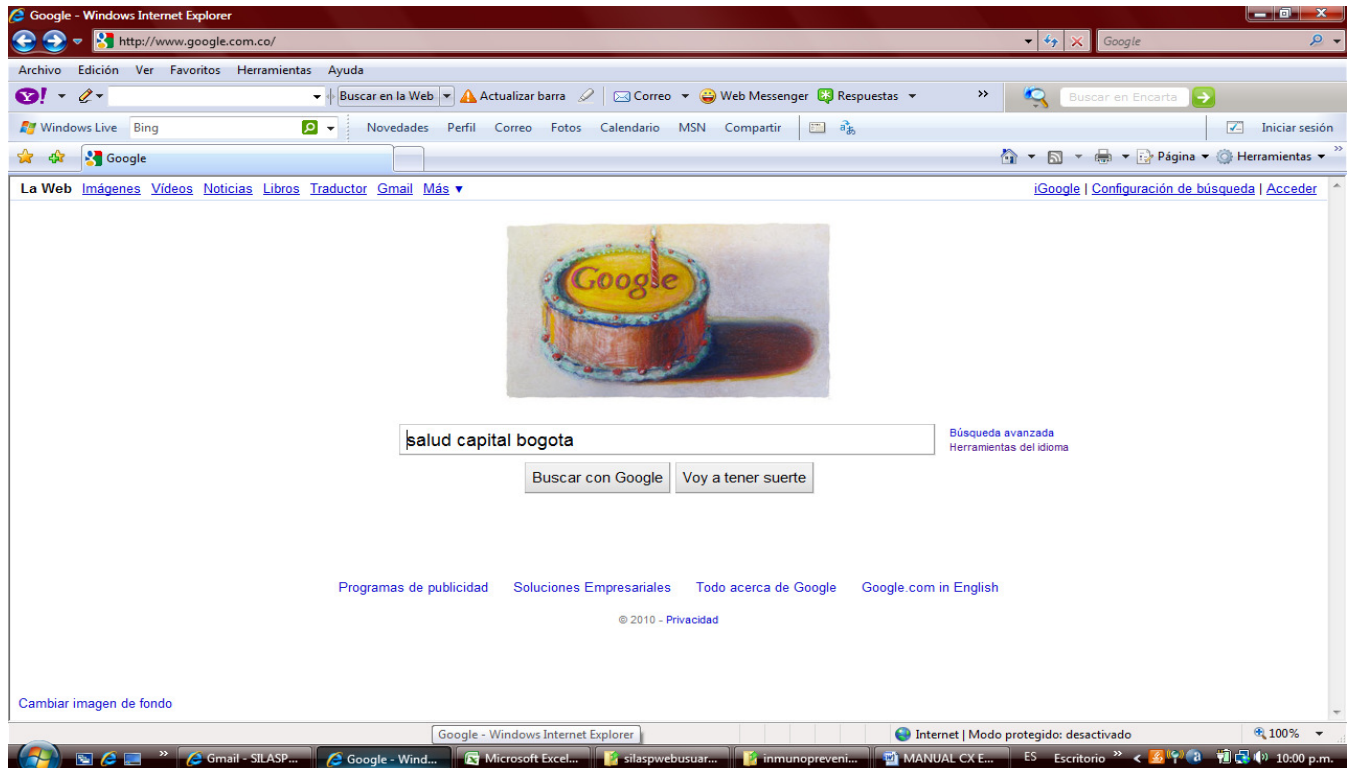 Google - Windows Internet Explorer
http://www.google.com.co/
Google
Archivo Edición Ver Favoritos Herramientas Ayuda
Y! Buscar en la Web Actualizar barra Correo Web Messenger Respuestas » Buscar en Encarta
Windows Live Bing Novedades Perfil Correo Fotos Calendario MSN Compartir Iniciar sesión
Google Página Herramientas »
La Web Imágenes Vídeos Noticias Libros Traductor Gmail Más ▼ iGoogle | Configuración de búsqueda | Acceder
Google
salud capital bogota
Búsqueda avanzada
Herramientas del idioma
Buscar con Google Voy a tener suerte
Programas de publicidad Soluciones Empresariales Todo acerca de Google Google.com in English
© 2010 - Privacidad
Cambiar imagen de fondo
Google - Windows Internet Explorer
Internet | Modo protegido: desactivado 100%
» Gmail - SILASP... Google - Wind... Microsoft Excel... silaspwebusuar... inmunopreveni... MANUAL CX E... ES Escritorio » 10:00 p.m.